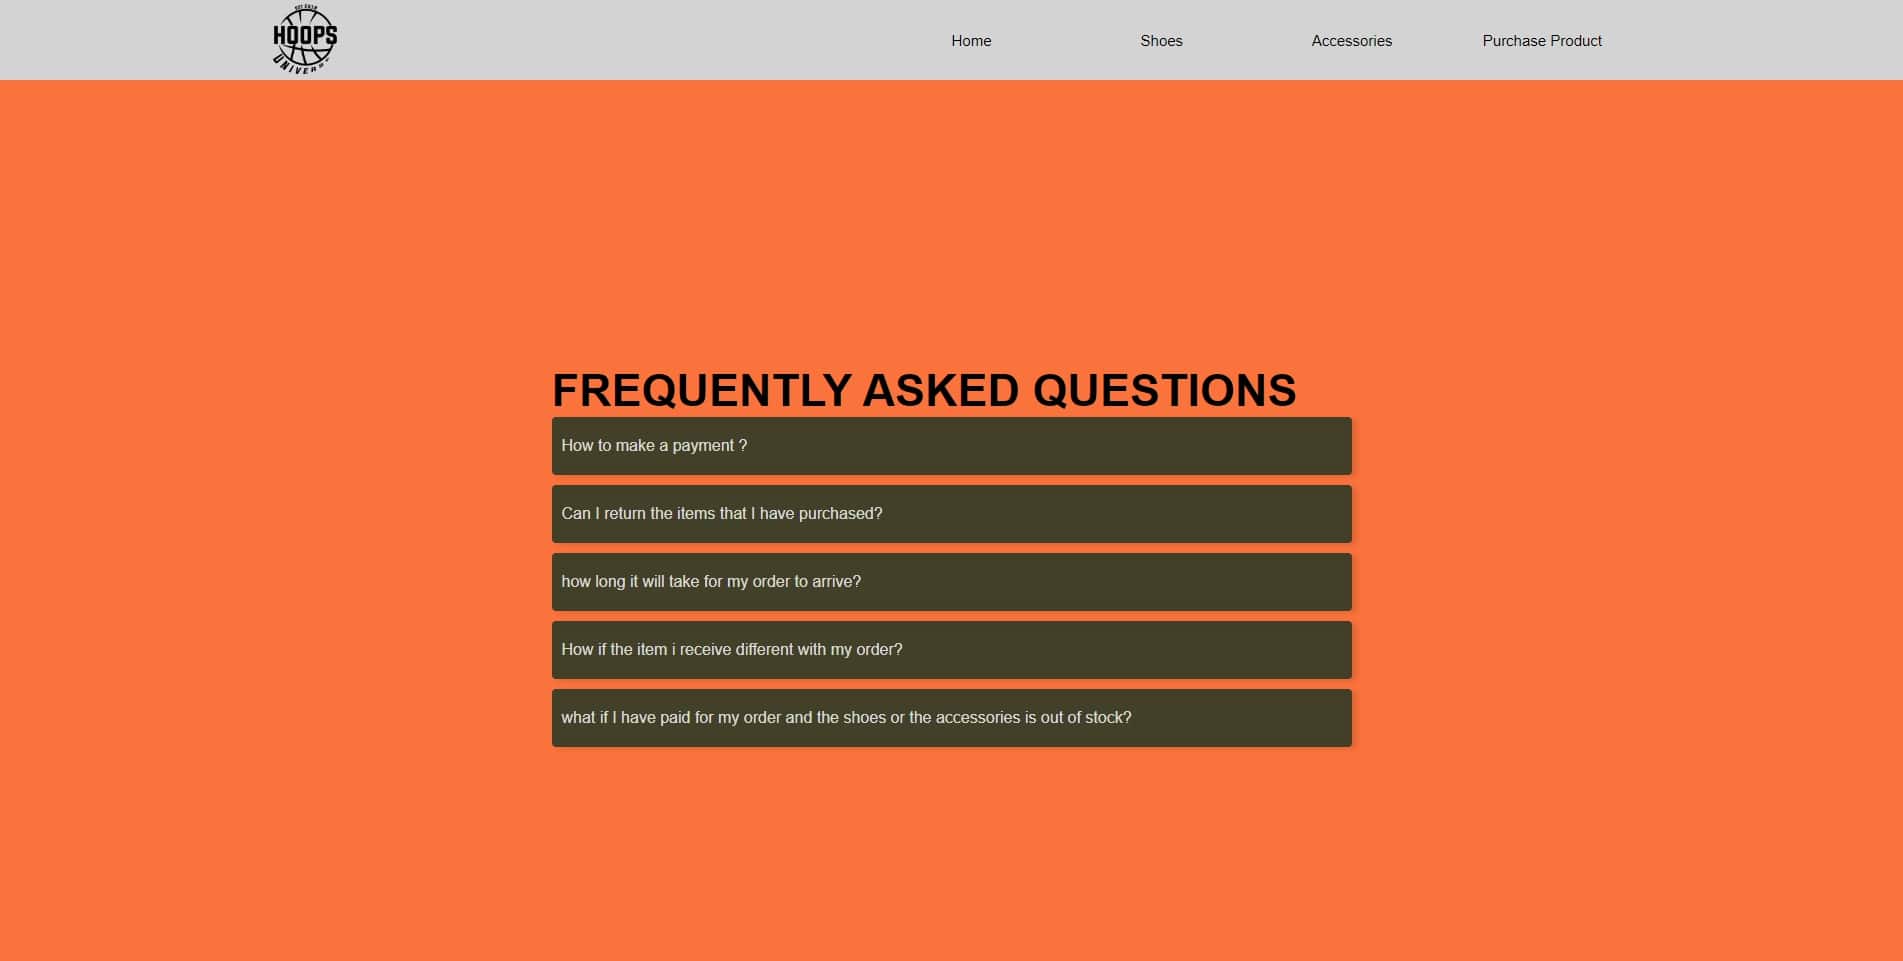 HOOPS
Home
Shoes
Accessories
Purchase Product
FREQUENTLY ASKED QUESTIONS
How to make a payment ?
Can I return the items that I have purchased?
how long it will take for my order to arrive?
How if the item i receive different with my order?
what if I have paid for my order and the shoes or the accessories is out of stock?